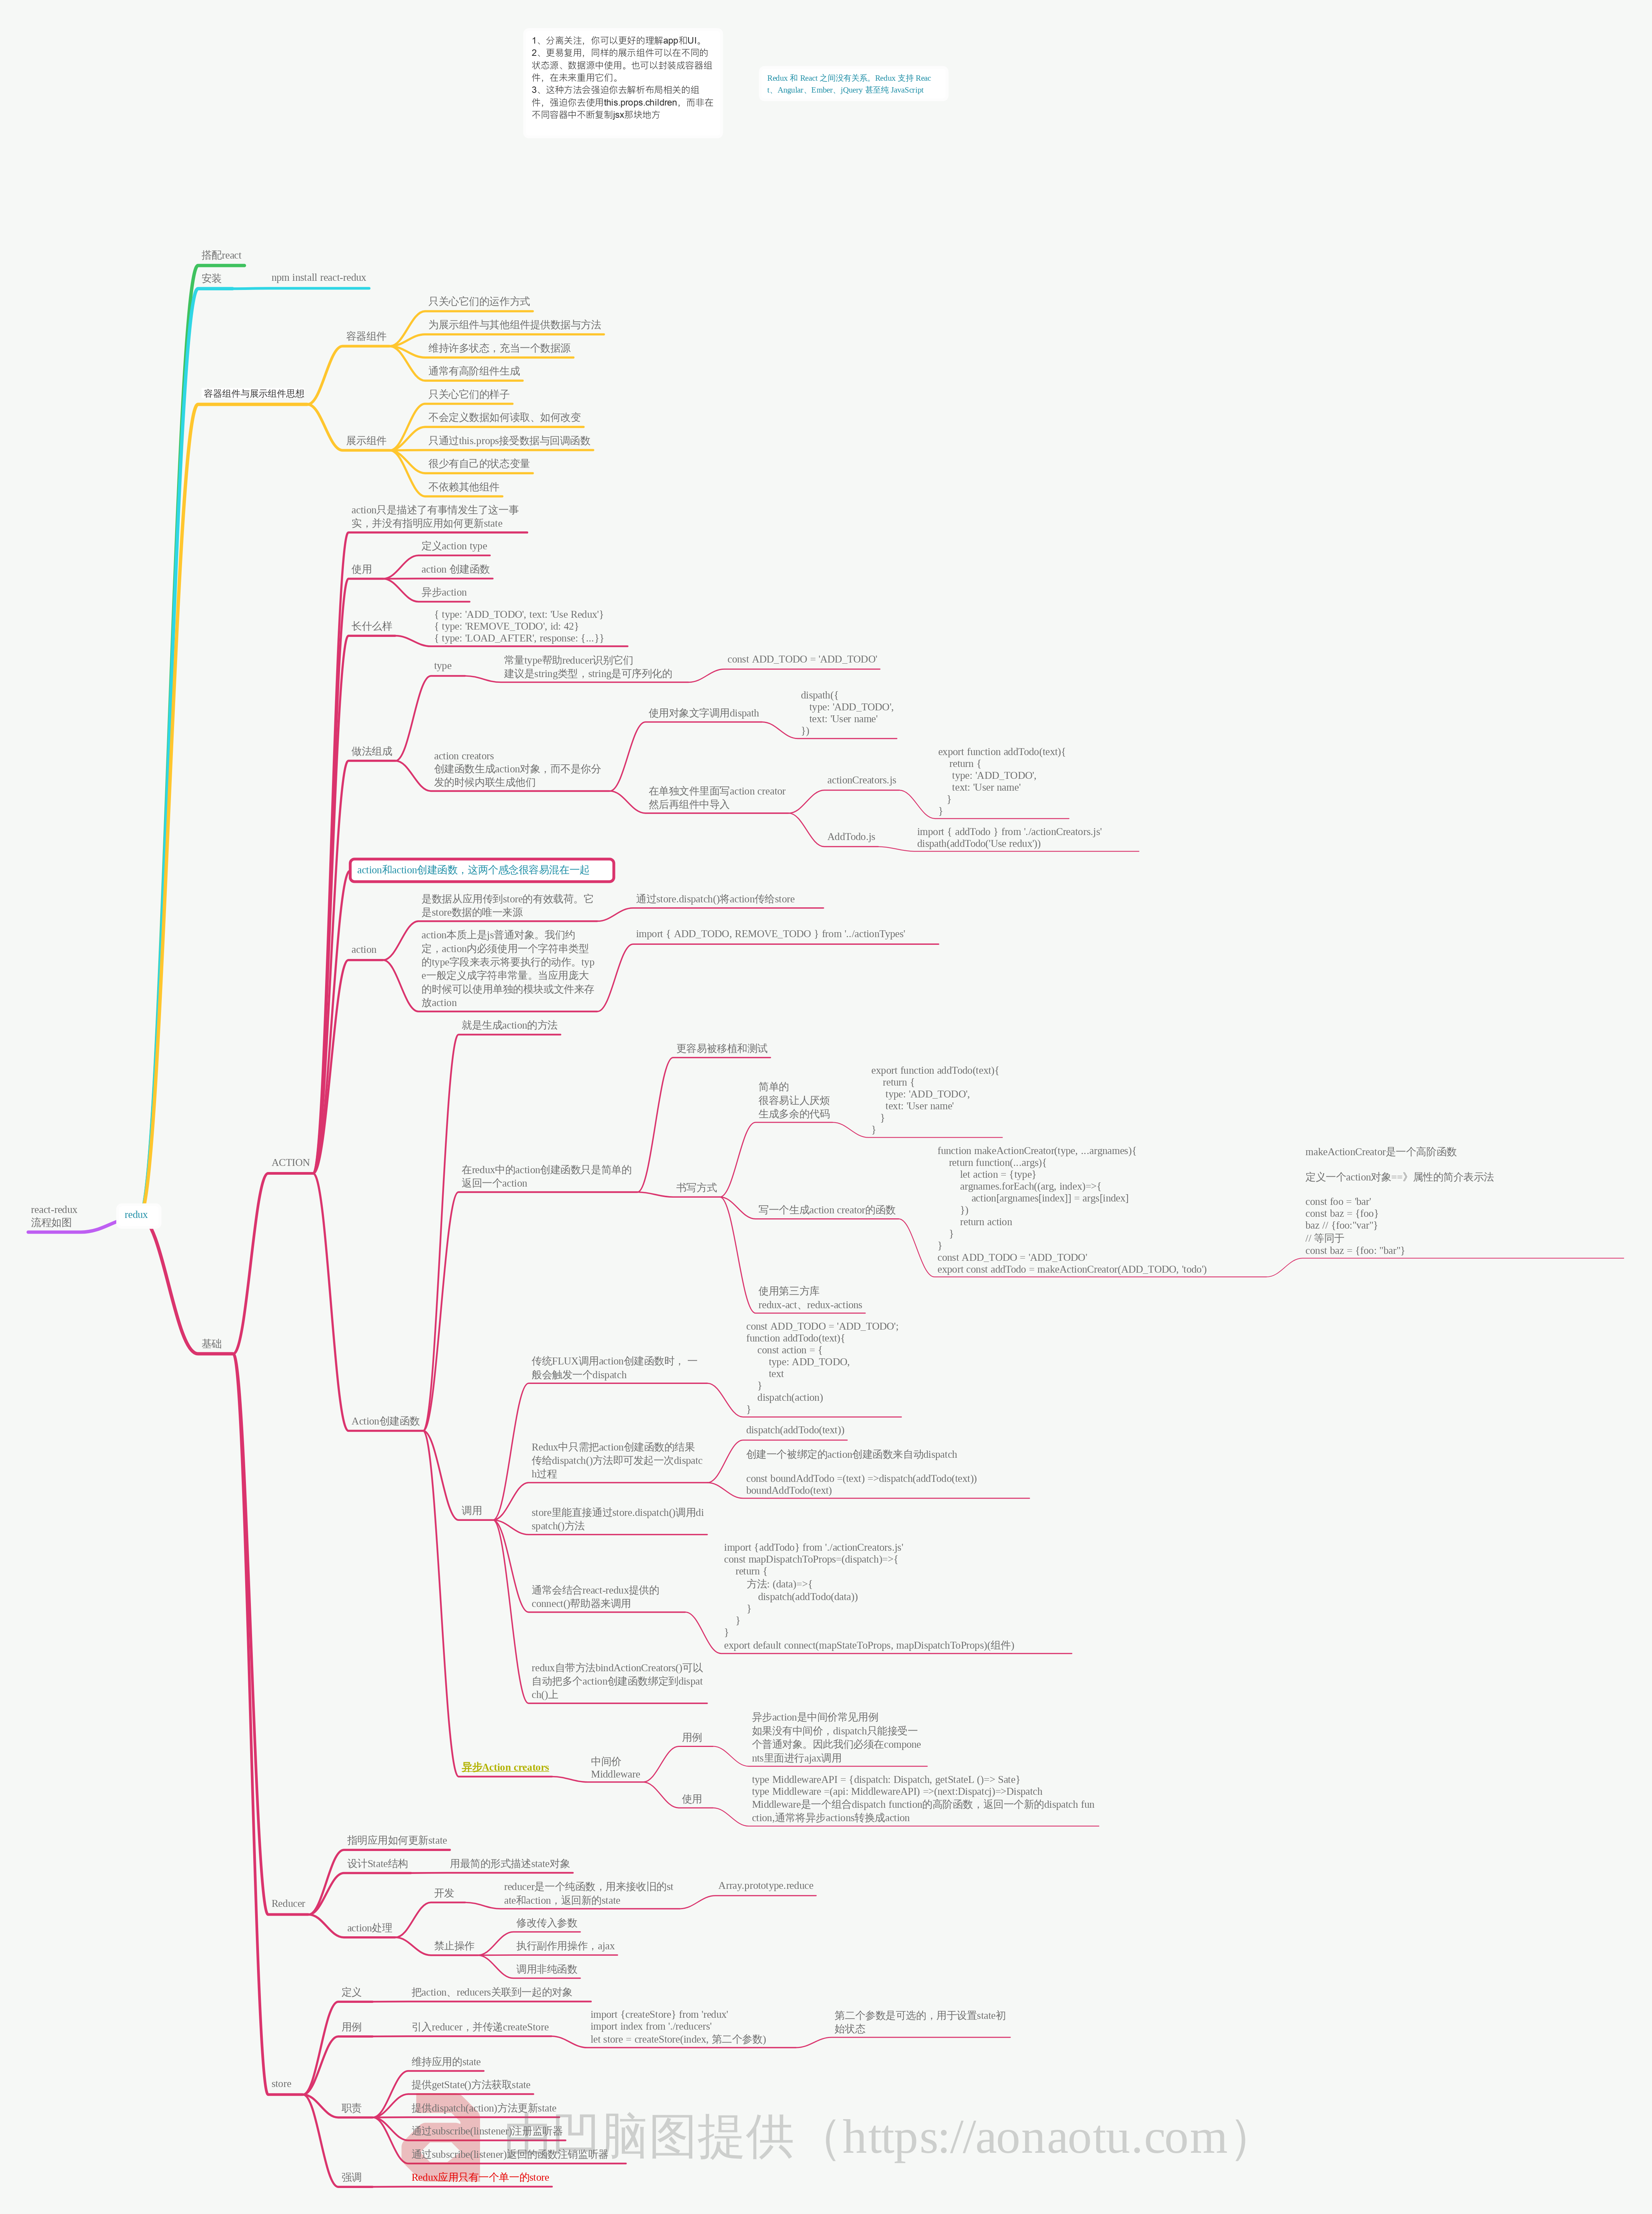 1、分离关注，你可以更好的理解app和UI。
2、更易复用，同样的展示组件可以在不同的
状态源、数据源中使用。也可以封装成容器组
件，在未来重用它们。
3、这种方法会强迫你去解析布局相关的组
件，强迫你去使用this.props.children，而非在
不同容器中不断复制jsx那块地方
Redux 和 React 之间没有关系。Redux 支持 Reac
t、Angular、Ember、jQuery 甚至纯 JavaScript
react-redux
流程如图
redux
搭配react
安装
npm install react-redux
容器组件与展示组件思想
容器组件
只关心它们的运作方式
为展示组件与其他组件提供数据与方法
维持许多状态，充当一个数据源
通常有高阶组件生成
展示组件
只关心它们的样子
不会定义数据如何读取、如何改变
只通过this.props接受数据与回调函数
很少有自己的状态变量
不依赖其他组件
基础
ACTION
action只是描述了有事情发生了这一事
实，并没有指明应用如何更新state
使用
定义action type
action 创建函数
异步action
长什么样
{ type: 'ADD_TODO', text: 'Use Redux'}
{ type: 'REMOVE_TODO', id: 42}
{ type: 'LOAD_AFTER', response: {...}}
做法组成
type
常量type帮助reducer识别它们
建议是string类型，string是可序列化的
const ADD_TODO = 'ADD_TODO'
action creators
创建函数生成action对象，而不是你分
发的时候内联生成他们
使用对象文字调用dispath
dispath({
type: 'ADD_TODO',
text: 'User name'
})
在单独文件里面写action creator
然后再组件中导入
actionCreators.js
export function addTodo(text){
return {
type: 'ADD_TODO',
text: 'User name'
}
}
AddTodo.js
import { addTodo } from './actionCreators.js'
dispath(addTodo('Use redux'))
action和action创建函数，这两个感念很容易混在一起
action
是数据从应用传到store的有效载荷。它
是store数据的唯一来源
通过store.dispatch()将action传给store
action本质上是js普通对象。我们约
定，action内必须使用一个字符串类型
的type字段来表示将要执行的动作。typ
e一般定义成字符串常量。当应用庞大
的时候可以使用单独的模块或文件来存
放action
import { ADD_TODO, REMOVE_TODO } from '../actionTypes'
Action创建函数
就是生成action的方法
在redux中的action创建函数只是简单的
返回一个action
更容易被移植和测试
书写方式
简单的
很容易让人厌烦
生成多余的代码
export function addTodo(text){
return {
type: 'ADD_TODO',
text: 'User name'
}
}
写一个生成action creator的函数
function makeActionCreator(type, ...argnames){
return function(...args){
let action = {type}
argnames.forEach((arg, index)=>{
action[argnames[index]] = args[index]
})
return action
}
}
const ADD_TODO = 'ADD_TODO'
export const addTodo = makeActionCreator(ADD_TODO, 'todo')
makeActionCreator是一个高阶函数
定义一个action对象==》属性的简介表示法
const foo = 'bar'
const baz = {foo}
baz // {foo:"var"}
// 等同于
const baz = {foo: "bar"}
使用第三方库
redux-act、redux-actions
调用
传统FLUX调用action创建函数时， 一
般会触发一个dispatch
const ADD_TODO = 'ADD_TODO';
function addTodo(text){
const action = {
type: ADD_TODO,
text
}
dispatch(action)
}
Redux中只需把action创建函数的结果
传给dispatch()方法即可发起一次dispatc
h过程
dispatch(addTodo(text))
创建一个被绑定的action创建函数来自动dispatch
const boundAddTodo =(text) =>dispatch(addTodo(text))
boundAddTodo(text)
store里能直接通过store.dispatch()调用di
spatch()方法
通常会结合react-redux提供的
connect()帮助器来调用
import {addTodo} from './actionCreators.js'
const mapDispatchToProps=(dispatch)=>{
return {
方法: (data)=>{
dispatch(addTodo(data))
}
}
}
export default connect(mapStateToProps, mapDispatchToProps)(组件)
redux自带方法bindActionCreators()可以
自动把多个action创建函数绑定到dispat
ch()上
异步Action creators
中间价
Middleware
用例
异步action是中间价常见用例
如果没有中间价，dispatch只能接受一
个普通对象。因此我们必须在compone
nts里面进行ajax调用
使用
type MiddlewareAPI = {dispatch: Dispatch, getStateL ()=> Sate}
type Middleware =(api: MiddlewareAPI) =>(next:Dispatcj)=>Dispatch
Middleware是一个组合dispatch function的高阶函数，返回一个新的dispatch fun
ction,通常将异步actions转换成action
Reducer
指明应用如何更新state
设计State结构
用最简的形式描述state对象
action处理
开发
reducer是一个纯函数，用来接收旧的st
ate和action，返回新的state
Array.prototype.reduce
禁止操作
修改传入参数
执行副作用操作，ajax
调用非纯函数
store
定义
把action、reducers关联到一起的对象
用例
引入reducer，并传递createStore
import {createStore} from 'redux'
import index from './reducers'
let store = createStore(index, 第二个参数)
第二个参数是可选的，用于设置state初
始状态
职责
维持应用的state
提供getState()方法获取state
提供dispatch(action)方法更新state
通过subscribe(linstener)注册监听器
通过subscribe(listener)返回的函数注销监听器
强调
Redux应用只有一个单一的store
由凹脑图提供（https://aonaotu.com）